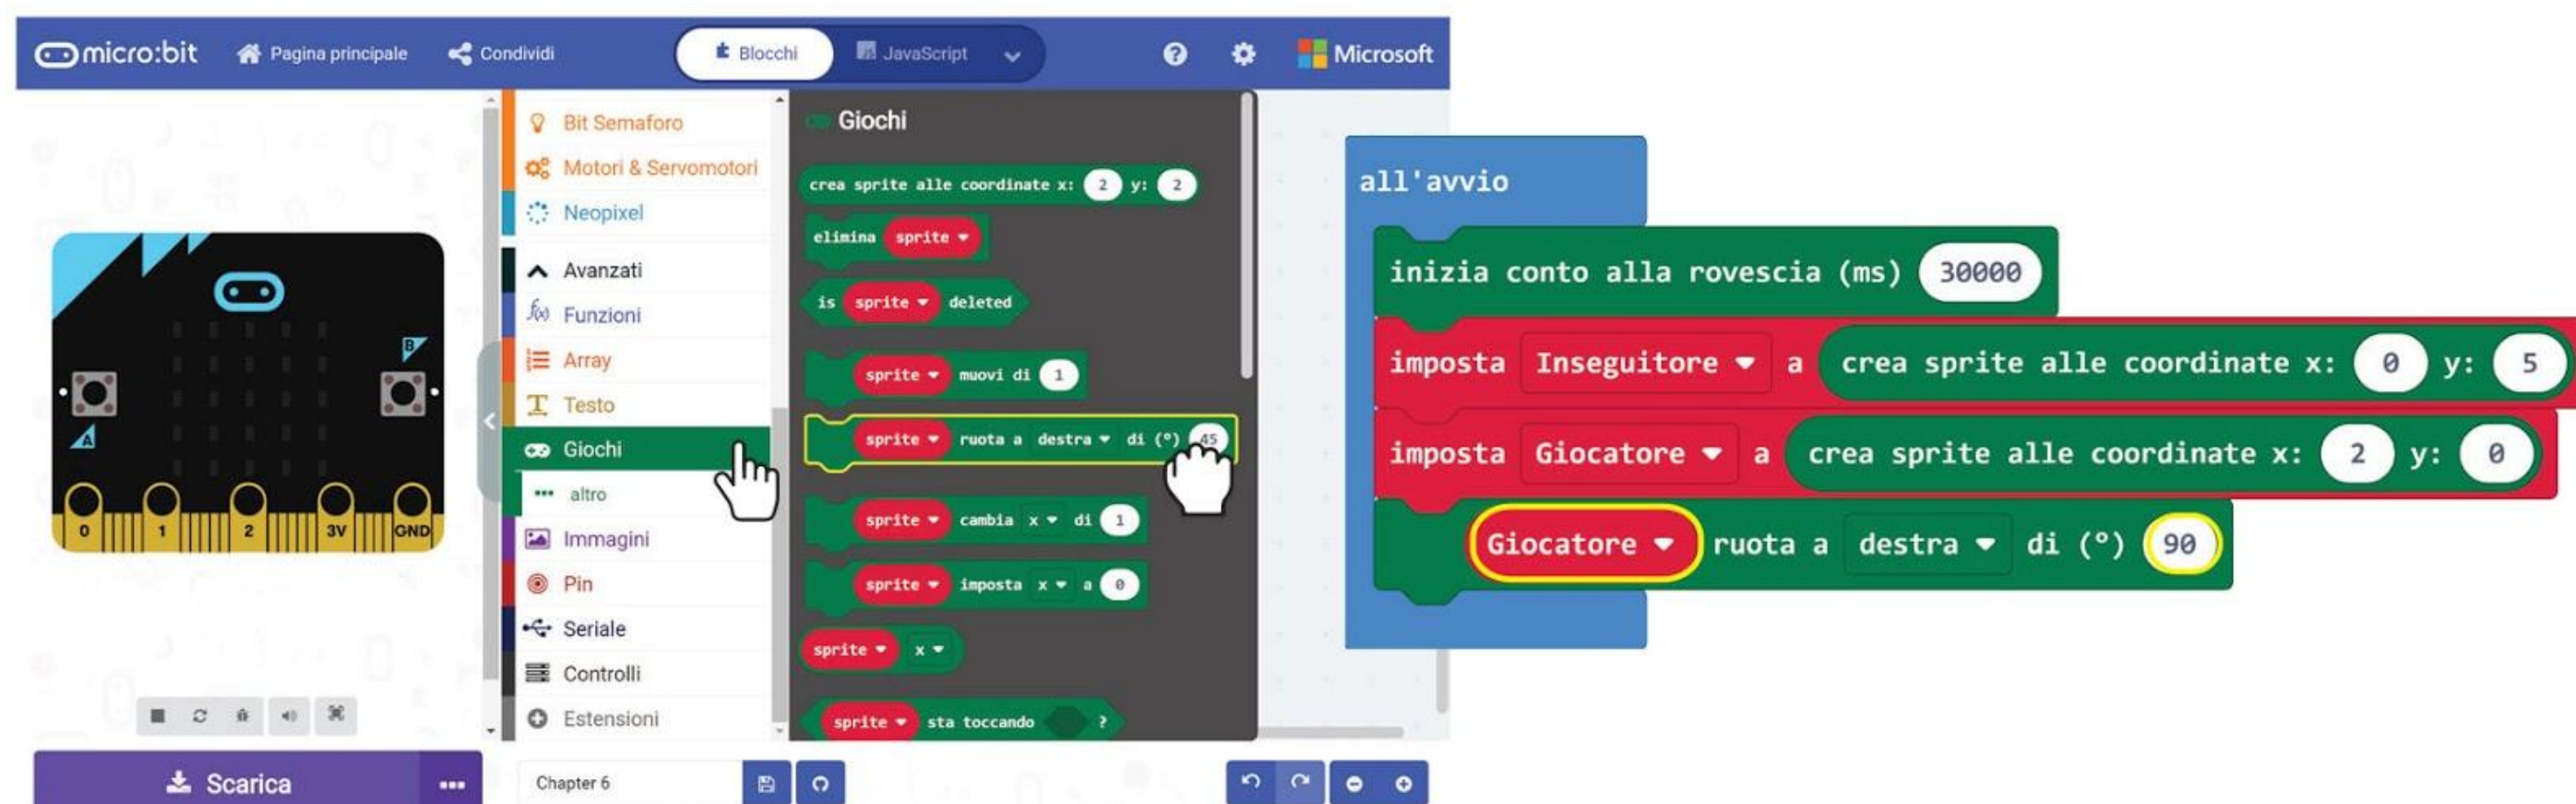 micro:bit Pagina principale Condividi Blocchi JavaScript Microsoft
A
B
0 1 2 3V GND
Scarica
Bit Semaforo
Motori & Servomotori
Neopixel
Avanzati
f(x) Funzioni
Array
Testo
Giochi
altro
Immagini
Pin
Seriale
Controlli
Estensioni
Chapter 6
Giochi
crea sprite alle coordinate x: 2 y: 2
elimina sprite
is sprite deleted
sprite muovi di 1
sprite ruota a destra di (°) 45
sprite cambia x di 1
sprite imposta x a 0
sprite x
sprite sta toccando ?
all'avvio
inizia conto alla rovescia (ms) 30000
imposta Inseguitore a crea sprite alle coordinate x: 0 y: 5
imposta Giocatore a crea sprite alle coordinate x: 2 y: 0
Giocatore ruota a destra di (°) 90